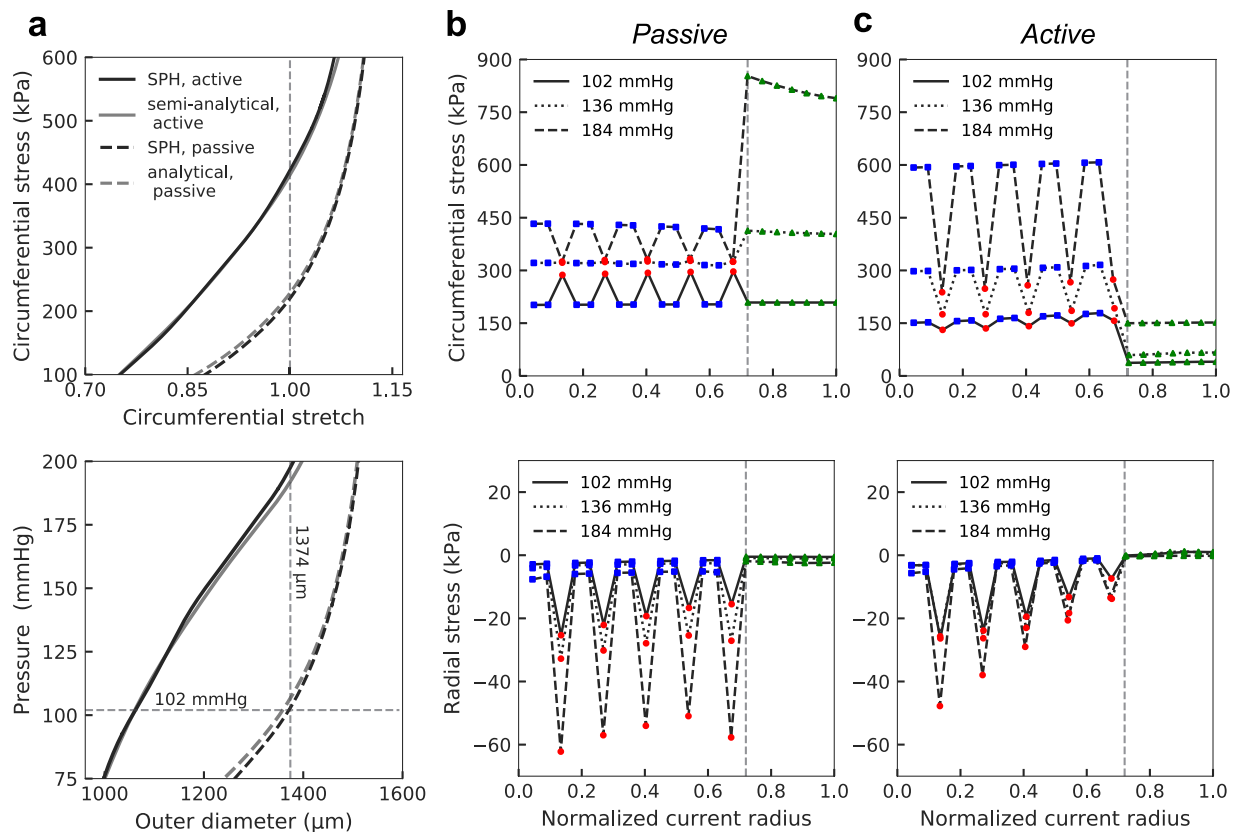 a
b
c
Passive
Active
Circumferential stress (kPa)
600
500
400
300
200
100
SPH, active
semi-analytical,
active
SPH, passive
analytical,
passive
0.70
0.85
1.00
1.15
Circumferential stretch
Circumferential stress (kPa)
900
750
600
450
300
150
0
102 mmHg
136 mmHg
184 mmHg
0.0
0.2
0.4
0.6
0.8
1.0
900
750
600
450
300
150
0
102 mmHg
136 mmHg
184 mmHg
0.0
0.2
0.4
0.6
0.8
1.0
Pressure (mmHg)
200
175
150
125
100
75
1374 μm
102 mmHg
1000
1200
1400
1600
Outer diameter (μm)
Radial stress (kPa)
20
0
−20
−40
−60
102 mmHg
136 mmHg
184 mmHg
0.0
0.2
0.4
0.6
0.8
1.0
Normalized current radius
20
0
−20
−40
−60
102 mmHg
136 mmHg
184 mmHg
0.0
0.2
0.4
0.6
0.8
1.0
Normalized current radius